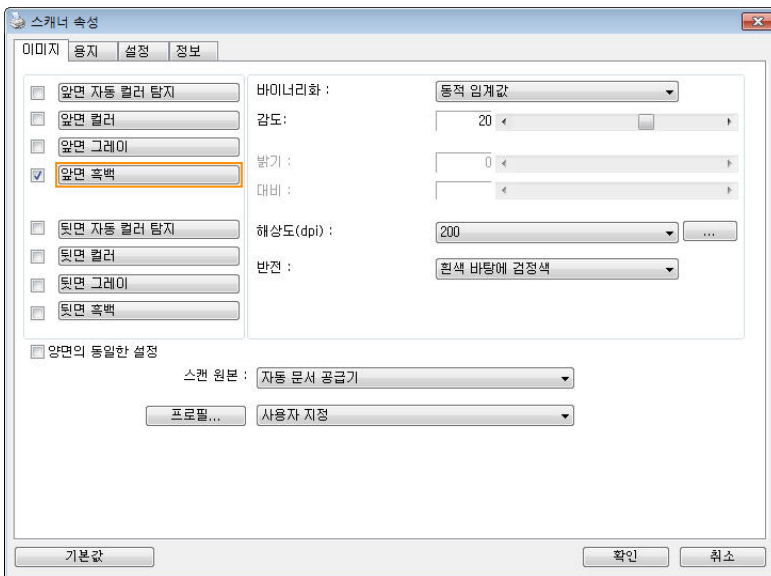 스캐너 속성
이미지 용지 설정 정보
앞면 자동 컬러 탐지
앞면 컬러
앞면 그레이
앞면 흑백
뒷면 자동 컬러 탐지
뒷면 컬러
뒷면 그레이
뒷면 흑백
바이너리화 : 동적 임계값
감도: 20
밝기 : 0
대비 :
해상도(dpi) : 200 ...
반전 : 흰색 바탕에 검정색
양면의 동일한 설정
스캔 원본 : 자동 문서 공급기
프로필... 사용자 지정
기본값 확인 취소